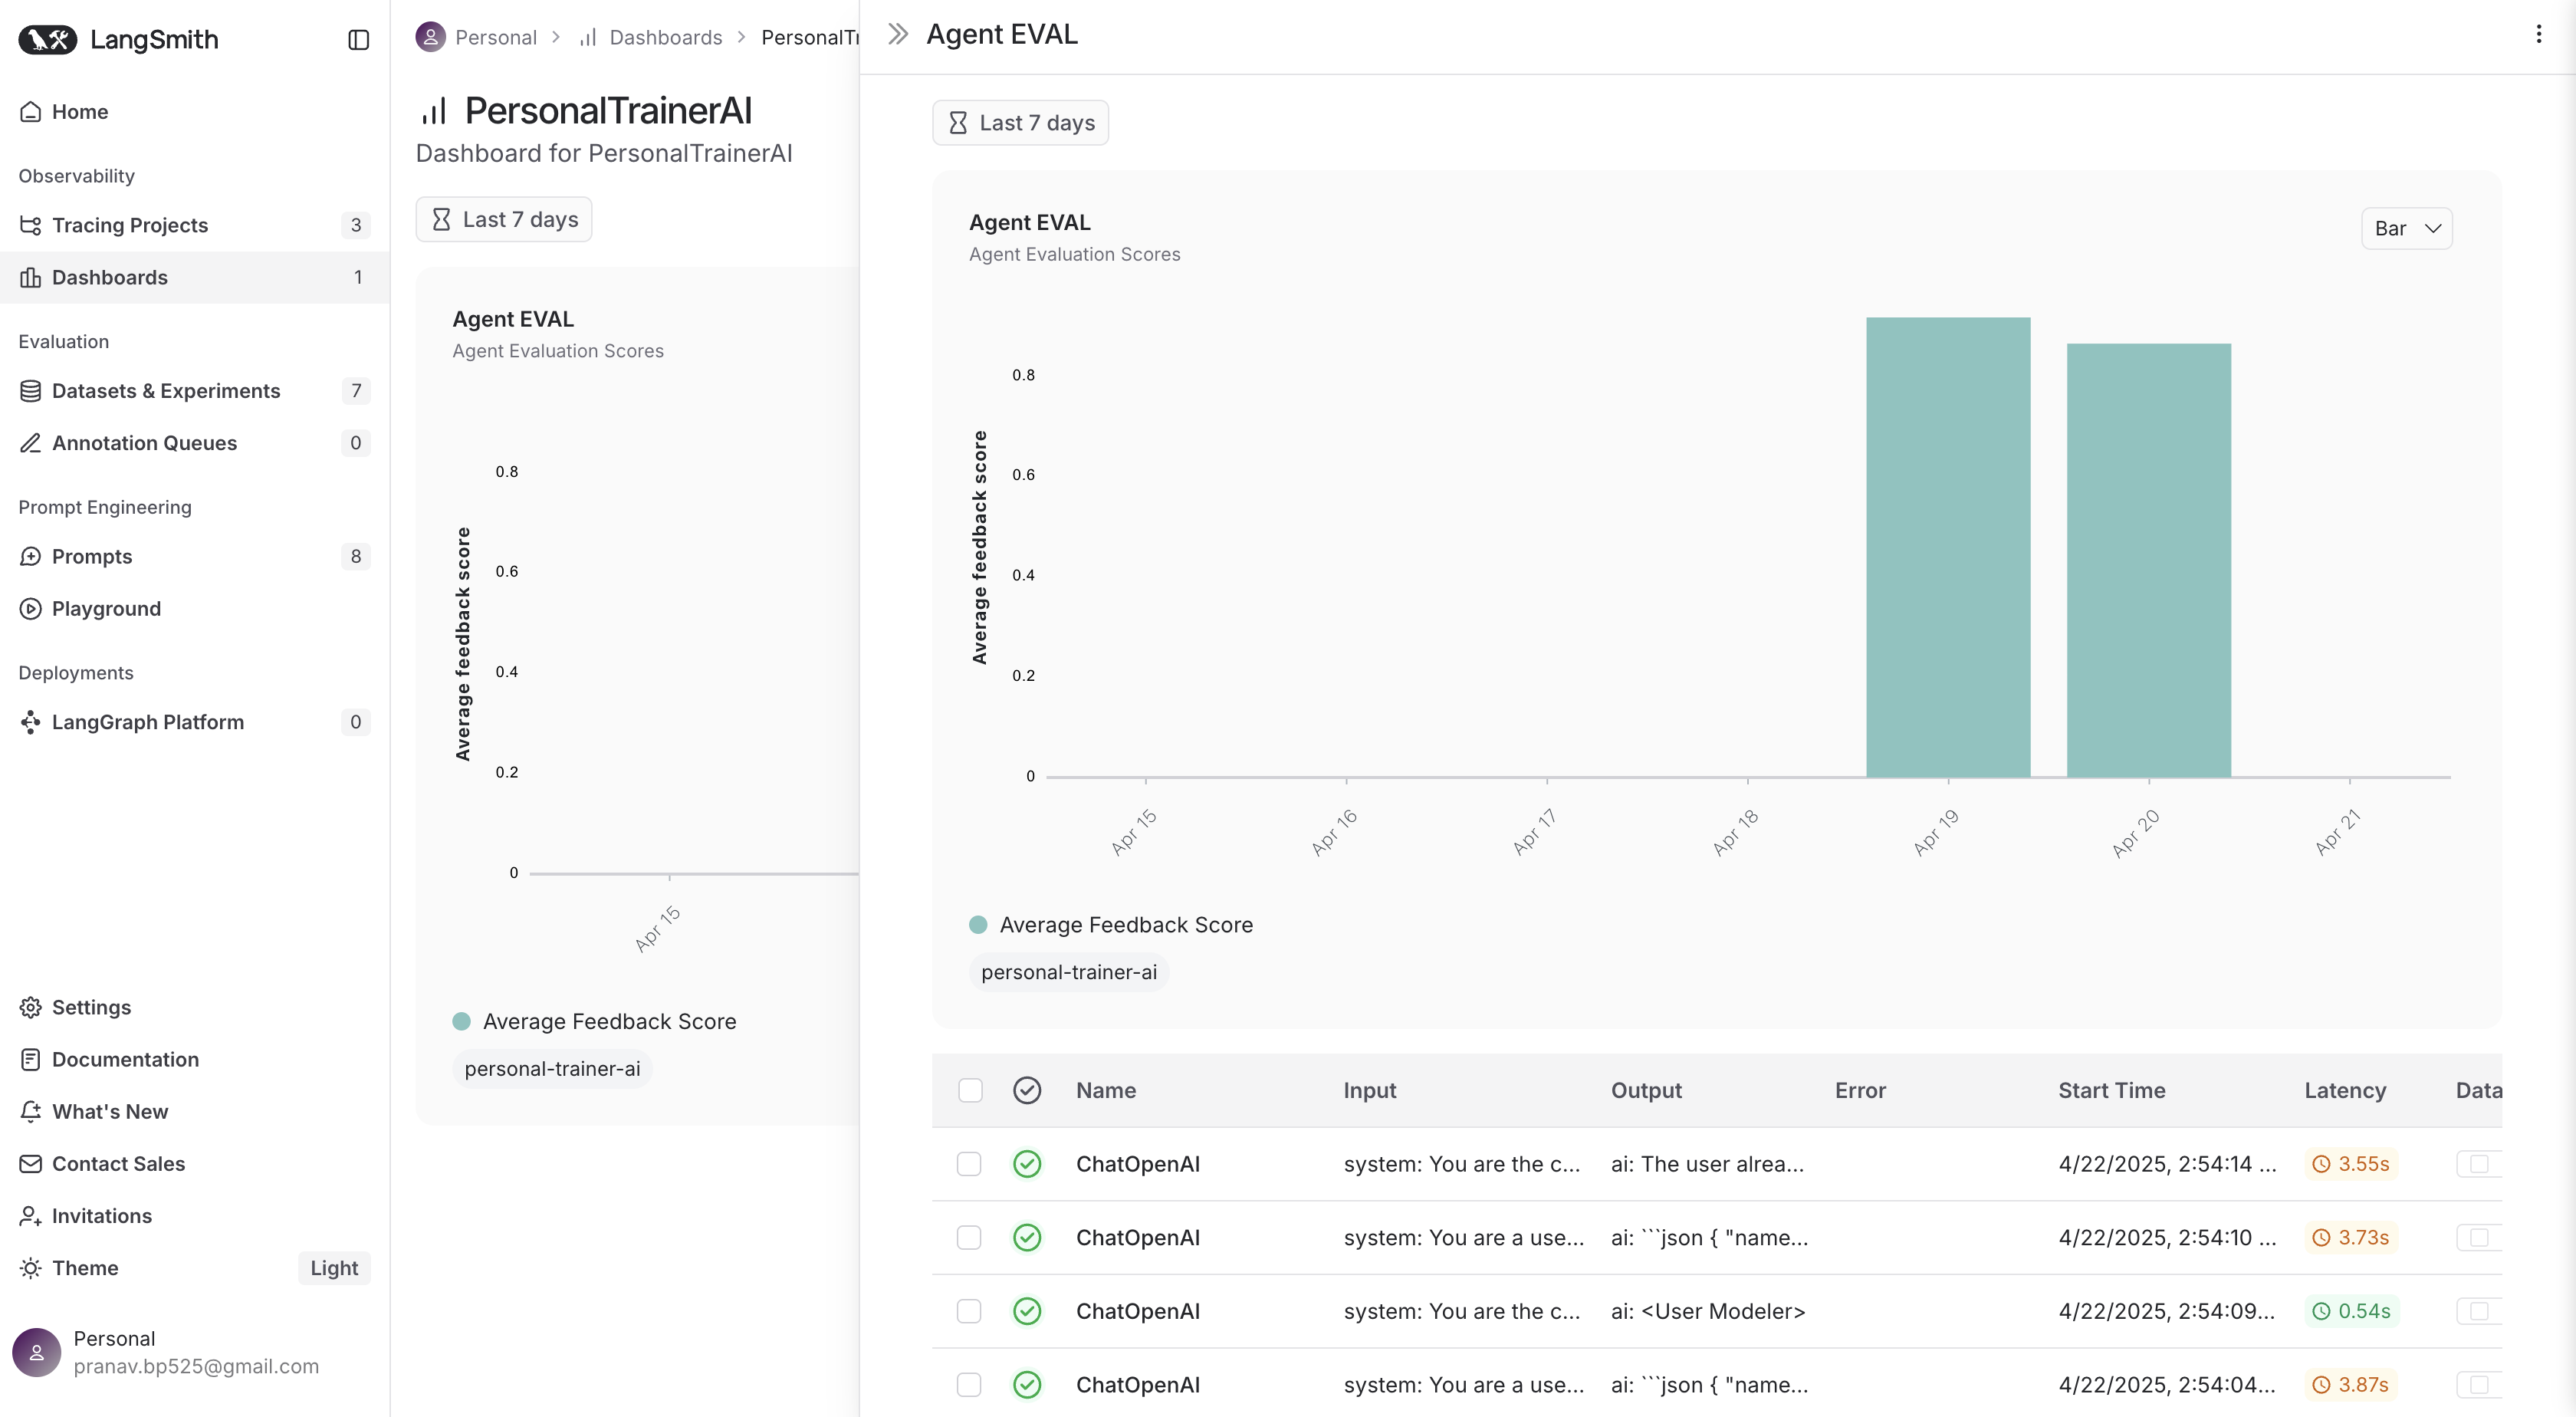 LangSmith
Home
Observability
Tracing Projects 3
Dashboards 1
Evaluation
Datasets & Experiments 7
Annotation Queues 0
Prompt Engineering
Prompts 8
Playground
Deployments
LangGraph Platform 0
Settings
Documentation
What's New
Contact Sales
Invitations
Theme Light
Personal
pranav.bp525@gmail.com
Personal > Dashboards > PersonalTr
PersonalTrainerAI
Dashboard for PersonalTrainerAI
Last 7 days
Agent EVAL
Agent Evaluation Scores
Average feedback score
0.8
0.6
0.4
0.2
0
Apr 15
Average Feedback Score
personal-trainer-ai
Agent EVAL
Last 7 days
Agent EVAL
Agent Evaluation Scores
Bar
Average feedback score
0.8
0.6
0.4
0.2
0
Apr 15 Apr 16 Apr 17 Apr 18 Apr 19 Apr 20 Apr 21
Average Feedback Score
personal-trainer-ai
Name Input Output Error Start Time Latency Data
ChatOpenAI system: You are the c... ai: The user alrea... 4/22/2025, 2:54:14 ... 3.55s
ChatOpenAI system: You are a use... ai: ```json { "name... 4/22/2025, 2:54:10 ... 3.73s
ChatOpenAI system: You are the c... ai: <User Modeler> 4/22/2025, 2:54:09... 0.54s
ChatOpenAI system: You are a use... ai: ```json { "name... 4/22/2025, 2:54:04... 3.87s